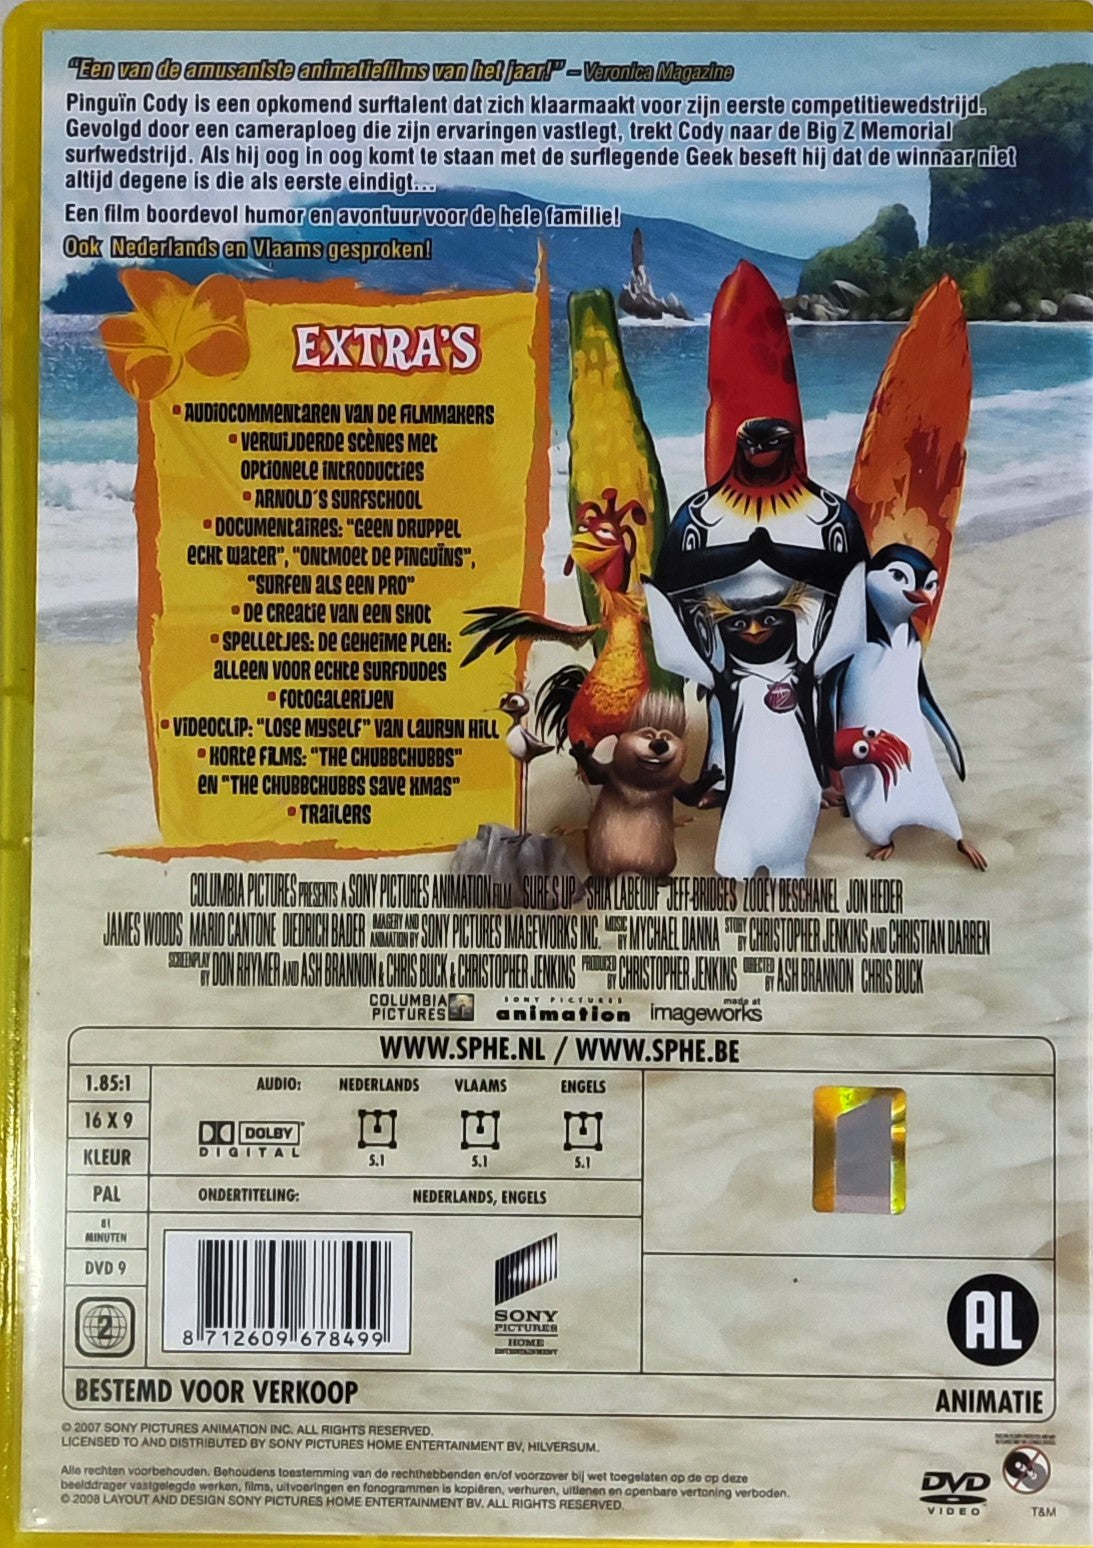 "Een van de amusantste animatiefilms van het jaar!" – Veronica Magazine
Pinguïn Cody is een opkomend surftalent dat zich klaarmaakt voor zijn eerste competitiewedstrijd.
Gevolgd door een cameraploeg die zijn ervaringen vastlegt, trekt Cody naar de Big Z Memorial
surfwedstrijd. Als hij oog in oog komt te staan met de surflegende Geek beseft hij dat de winnaar niet
altijd degene is die als eerste eindigt...
Een film boordevol humor en avontuur voor de hele familie!
Ook Nederlands en Vlaams gesproken!
EXTRA'S
• AUDIOCOMMENTAREN VAN DE FILMMAKERS
• VERWIJDERDE SCÈNES MET
OPTIONELE INTRODUCTIES
• ARNOLD'S SURFSCHOOL
• DOCUMENTAIRES: "GEEN DRUPPEL
ECHT WATER", "ONTMOET DE PINGUÏNS",
"SURFEN ALS EEN PRO"
• DE CREATIE VAN EEN SHOT
• SPELLETJES: DE GEHEIME PLEK:
ALLEEN VOOR ECHTE SURFDUDES
• FOTOGALERIJEN
• VIDEOCLIP: "LOSE MYSELF" VAN LAURYN HILL
• KORTE FILMS: "THE CHUBBCHUBBS"
EN "THE CHUBBCHUBBS SAVE XMAS"
• TRAILERS
COLUMBIA PICTURES PRESENTS A SONY PICTURES ANIMATION FILM SURF'S UP SHIA LABEOUF JEFF BRIDGES ZOOEY DESCHANEL JON HEDER
JAMES WOODS MARIO CANTONE DIEDRICH BADER IMAGERY AND ANIMATION BY SONY PICTURES IMAGEWORKS INC. MUSIC BY MYCHAEL DANNA STORY BY CHRISTOPHER JENKINS AND CHRISTIAN DARREN
SCREENPLAY BY DON RHYMER AND ASH BRANNON & CHRIS BUCK & CHRISTOPHER JENKINS PRODUCED BY CHRISTOPHER JENKINS DIRECTED BY ASH BRANNON CHRIS BUCK
COLUMBIA PICTURES SONY PICTURES animation made at imageworks
WWW.SPHE.NL / WWW.SPHE.BE
1.85:1
16 X 9
KLEUR
PAL
81
MINUTEN
DVD 9
2
AUDIO: NEDERLANDS VLAAMS ENGELS
DOLBY
DIGITAL
5.1 5.1 5.1
ONDERTITELING: NEDERLANDS, ENGELS
8 712609 678499
SONY
PICTURES
HOME
ENTERTAINMENT
AL
BESTEMD VOOR VERKOOP
ANIMATIE
© 2007 SONY PICTURES ANIMATION INC. ALL RIGHTS RESERVED.
LICENSED TO AND DISTRIBUTED BY SONY PICTURES HOME ENTERTAINMENT BV, HILVERSUM.
Alle rechten voorbehouden. Behoudens toestemming van de rechthebbenden en/of voorzover bij wet toegelaten op de op deze
beelddrager vastgelegde werken, films, uitvoeringen en fonogrammen is kopiëren, verhuren, uitlenen en openbare vertoning verboden.
© 2008 LAYOUT AND DESIGN SONY PICTURES HOME ENTERTAINMENT BV. ALL RIGHTS RESERVED.
DVD
VIDEO
T&M